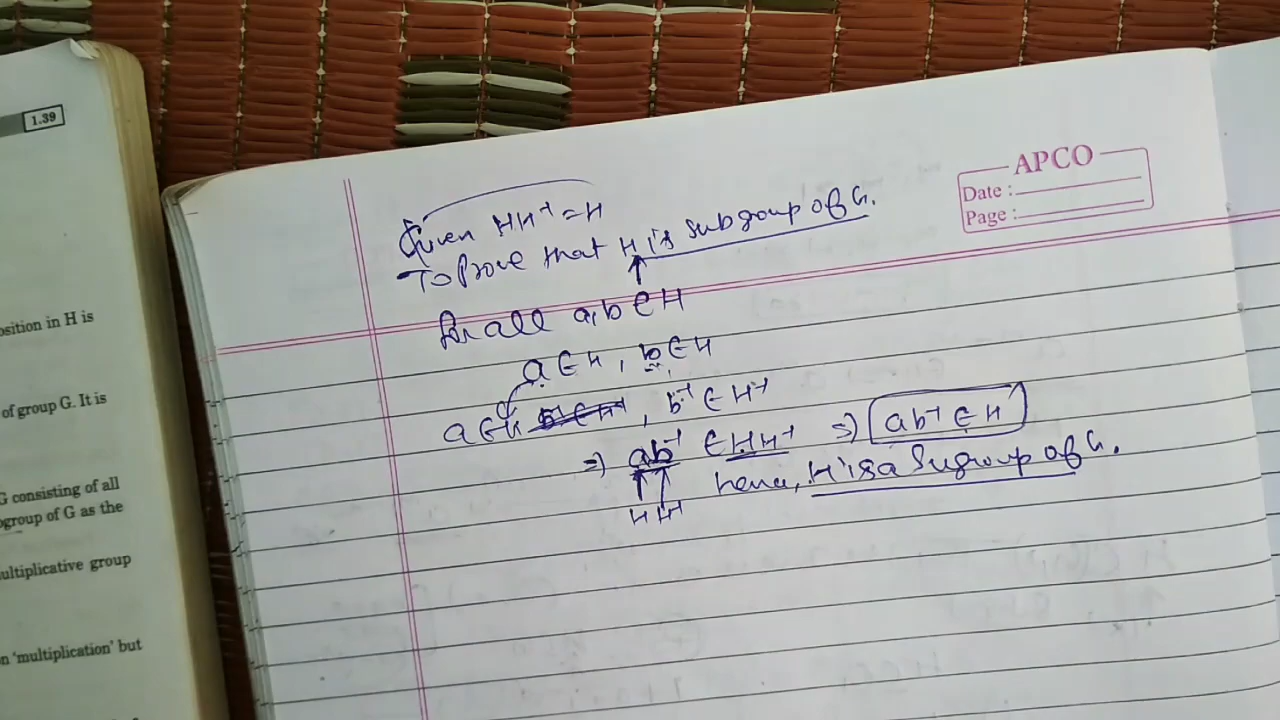 1.39
osition in H is
of group G. It is
G consisting of all
bgroup of G as the
ultiplicative group
n 'multiplication' but
APCO
Date :
Page :
Given HH⁻¹=H
To Prove that H is subgroup of G.
for all a,b∈H
a∈H, b∈H
a∈H, b⁻¹∈H⁻¹
⇒ ab⁻¹ ∈HH⁻¹ ⇒ ab⁻¹∈H
H H⁻¹ hence, H is a Sugroup of G.